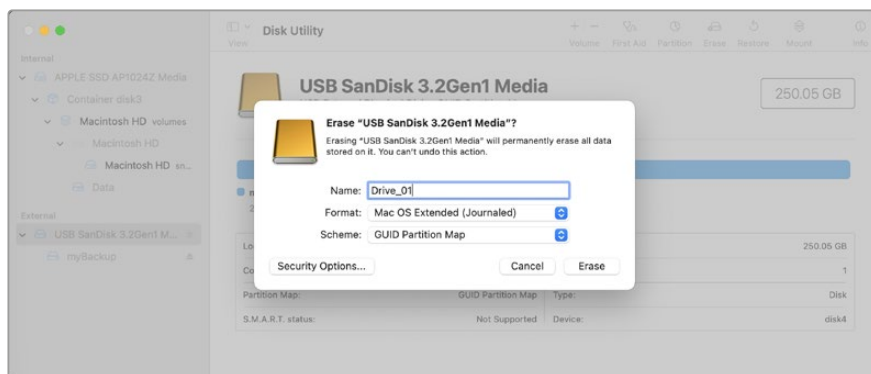 Disk Utility
View
Volume First Aid Partition Erase Restore Mount Info
Internal
APPLE SSD AP1024Z Media
Container disk3
Macintosh HD volumes
Macintosh HD
Macintosh HD sn...
Data
External
USB SanDisk 3.2Gen1 M...
myBackup
USB SanDisk 3.2Gen1 Media
250.05 GB
Erase “USB SanDisk 3.2Gen1 Media”?
Erasing “USB SanDisk 3.2Gen1 Media” will permanently erase all data
stored on it. You can't undo this action.
Name: Drive_01
Format: Mac OS Extended (Journaled)
Scheme: GUID Partition Map
Security Options... Cancel Erase
250.05 GB
1
Partition Map: GUID Partition Map Type: Disk
S.M.A.R.T. status: Not Supported Device: disk4